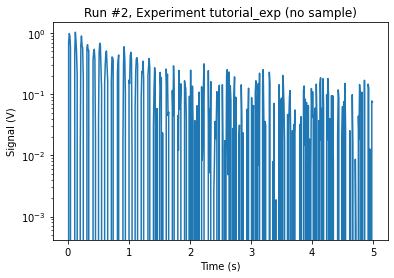 Run #2, Experiment tutorial_exp (no sample)
Signal (V)
10⁰
10⁻¹
10⁻²
10⁻³
0 1 2 3 4 5
Time (s)